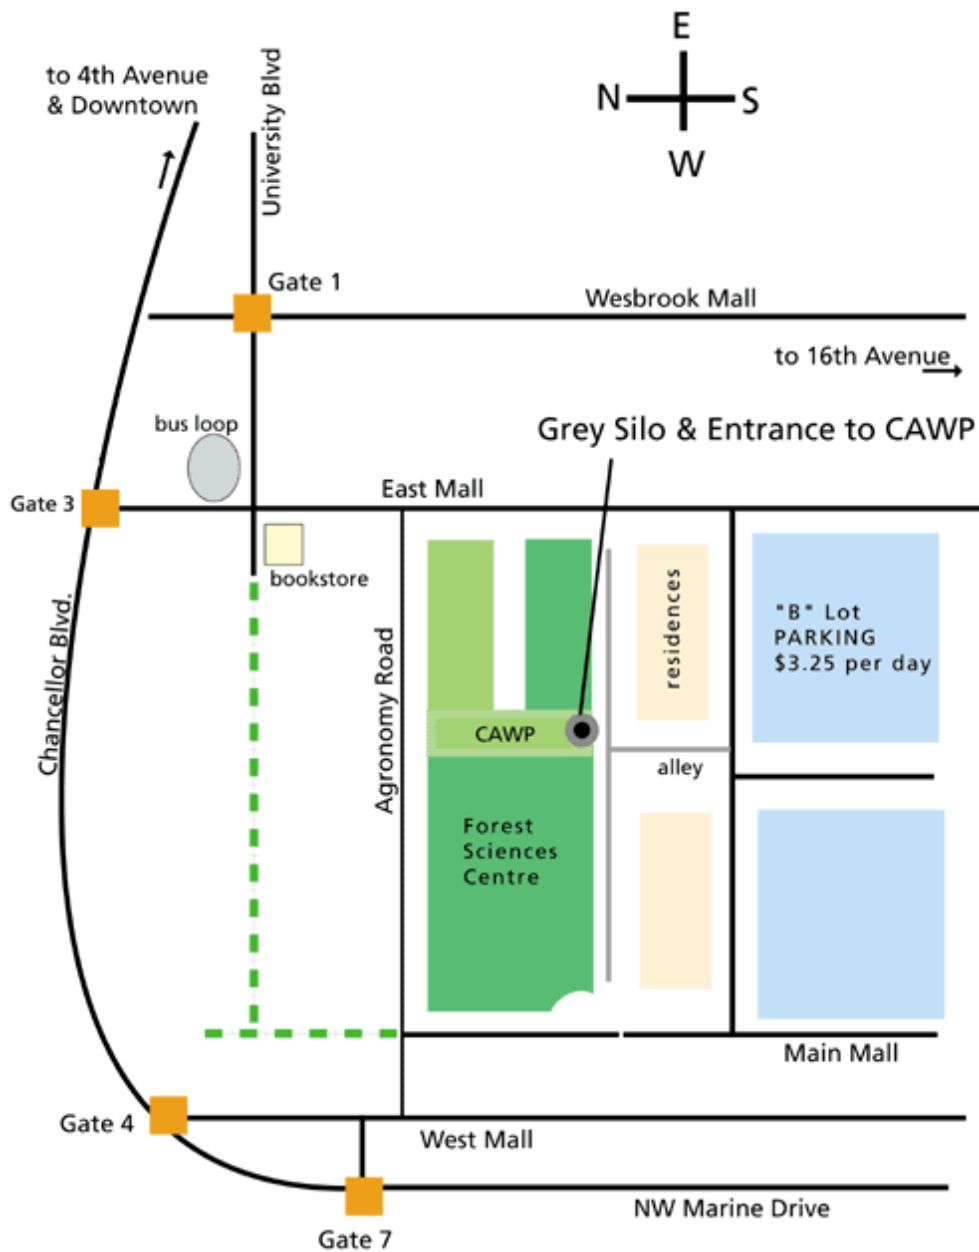 E
N
S
W
to 4th Avenue
& Downtown
University Blvd
Gate 1
Wesbrook Mall
to 16th Avenue
bus loop
Grey Silo & Entrance to CAWP
East Mall
Gate 3
bookstore
Chancellor Blvd.
Agronomy Road
residences
"B" Lot
PARKING
$3.25 per day
CAWP
alley
Forest
Sciences
Centre
Main Mall
Gate 4
West Mall
NW Marine Drive
Gate 7